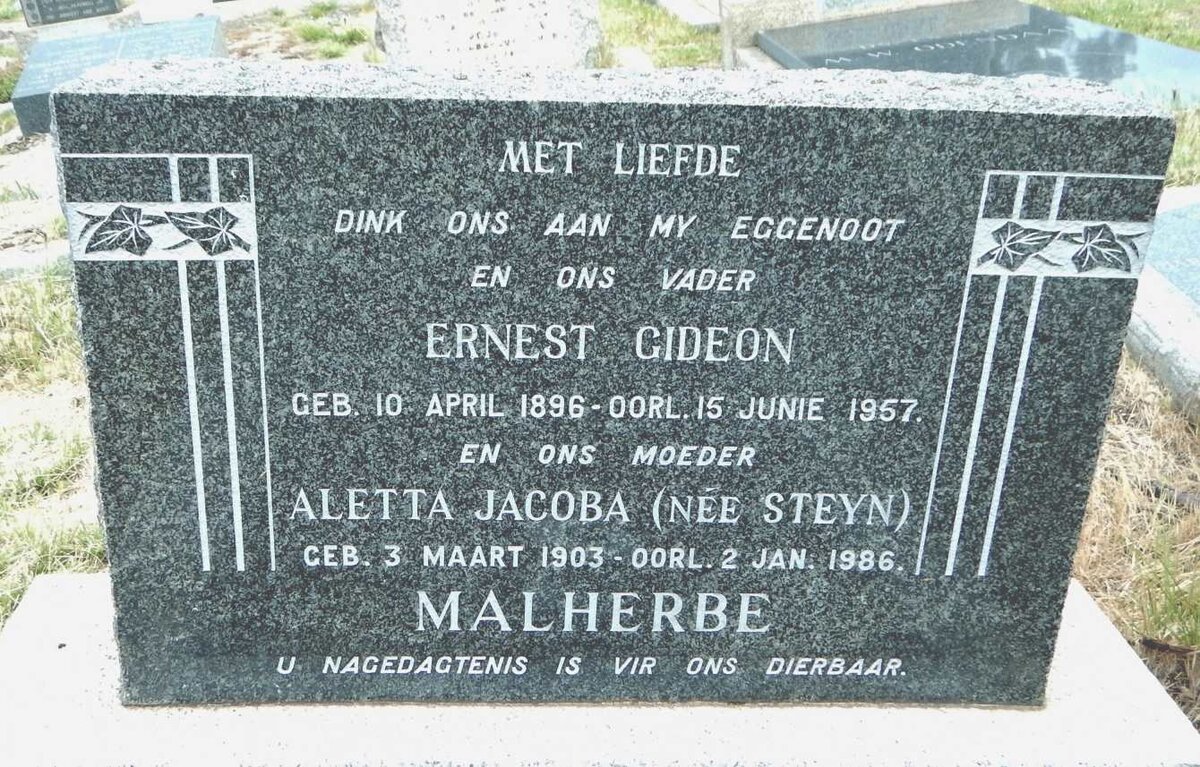 MET LIEFDE
DINK ONS AAN MY EGGENOOT
EN ONS VADER
ERNEST GIDEON
GEB. 10 APRIL 1896 - OORL. 15 JUNIE 1957.
EN ONS MOEDER
ALETTA JACOBA (NÉE STEYN)
GEB. 3 MAART 1903 - OORL. 2 JAN. 1986.
MALHERBE
U NAGEDAGTENIS IS VIR ONS DIERBAAR.